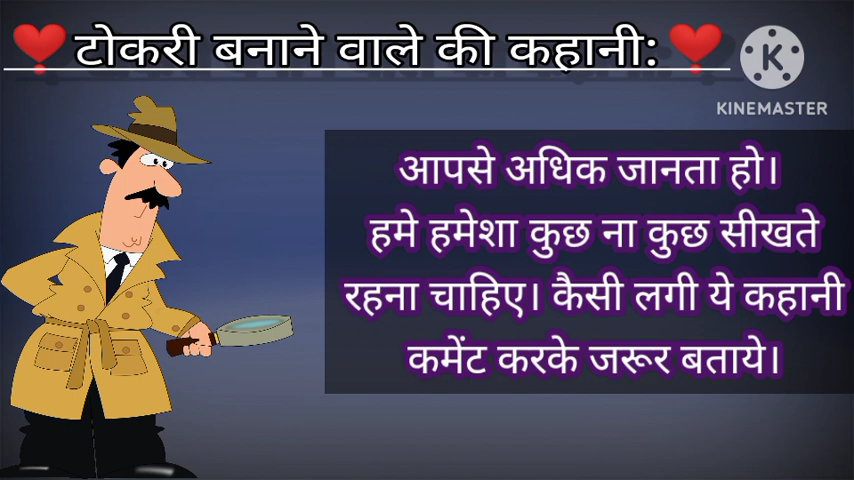 ❤️टोकरी बनाने वाले की कहानी:❤️
K
KINEMASTER
आपसे अधिक जानता हो।
हमे हमेशा कुछ ना कुछ सीखते
रहना चाहिए। कैसी लगी ये कहानी
कमेंट करके जरूर बताये।